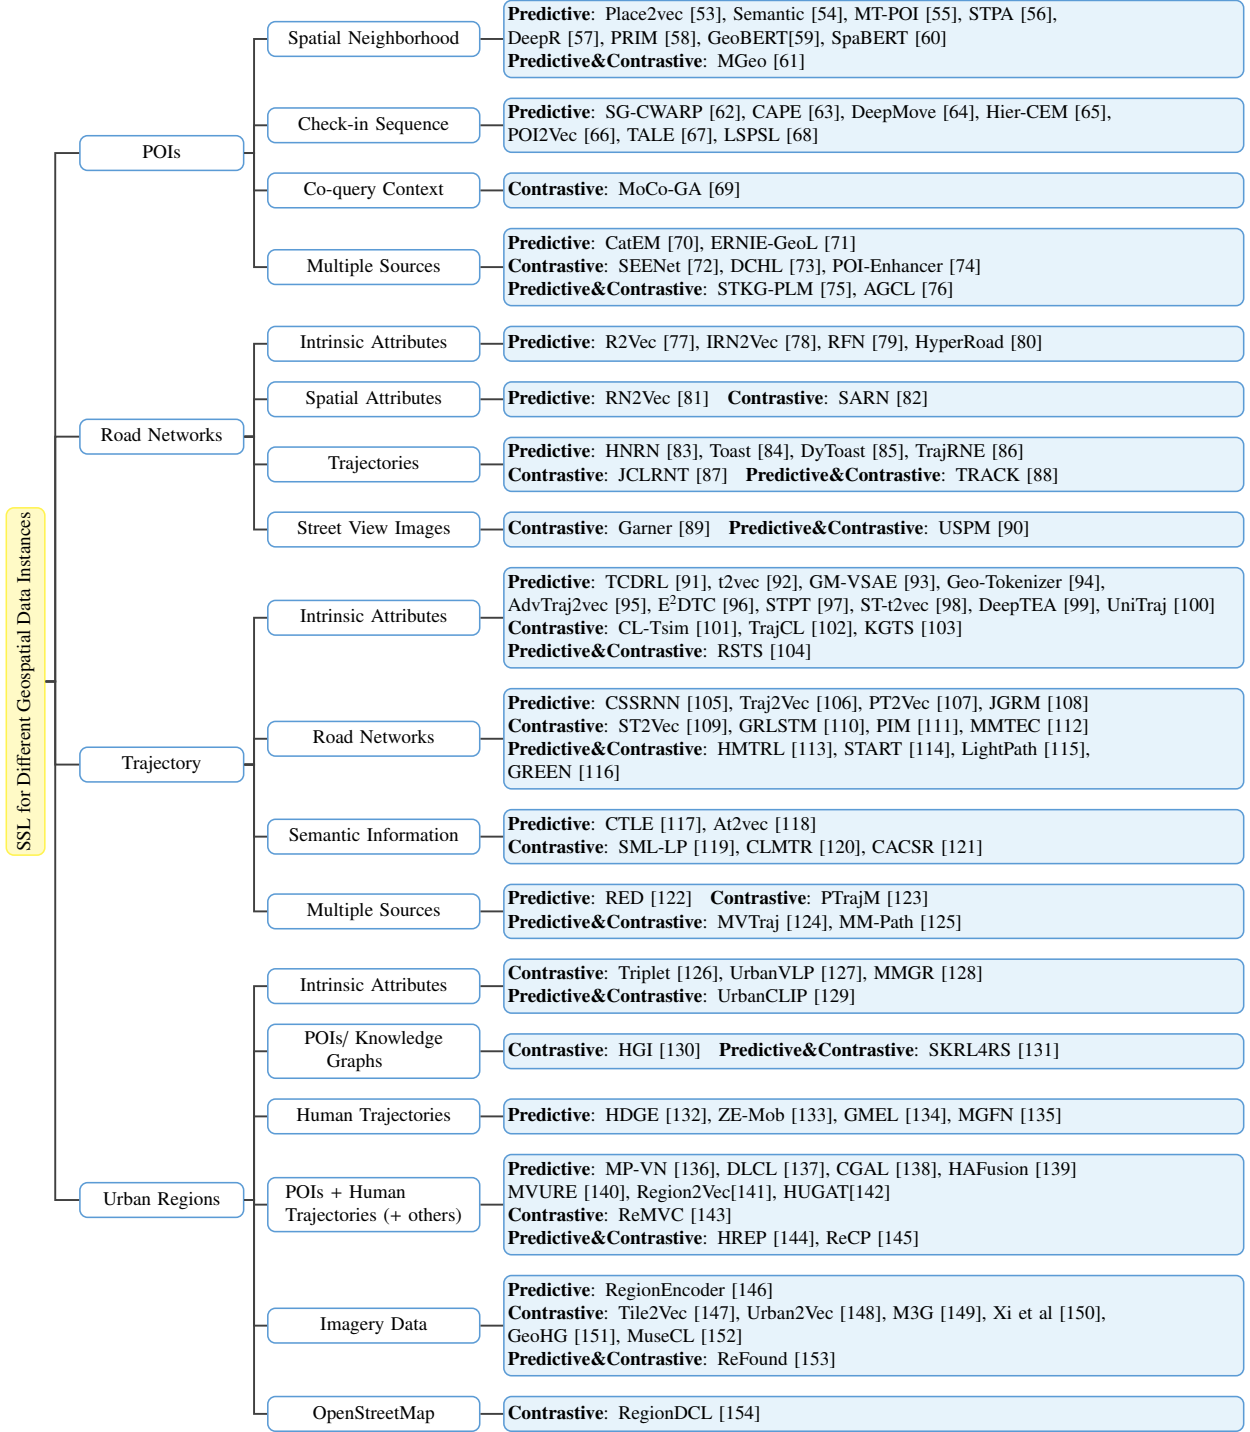 SSL for Different Geospatial Data Instances
POIs
Spatial Neighborhood
Predictive: Place2vec [53], Semantic [54], MT-POI [55], STPA [56],
DeepR [57], PRIM [58], GeoBERT[59], SpaBERT [60]
Predictive&Contrastive: MGeo [61]
Check-in Sequence
Predictive: SG-CWARP [62], CAPE [63], DeepMove [64], Hier-CEM [65],
POI2Vec [66], TALE [67], LSPSL [68]
Co-query Context
Contrastive: MoCo-GA [69]
Multiple Sources
Predictive: CatEM [70], ERNIE-GeoL [71]
Contrastive: SEENet [72], DCHL [73], POI-Enhancer [74]
Predictive&Contrastive: STKG-PLM [75], AGCL [76]
Road Networks
Intrinsic Attributes
Predictive: R2Vec [77], IRN2Vec [78], RFN [79], HyperRoad [80]
Spatial Attributes
Predictive: RN2Vec [81] Contrastive: SARN [82]
Trajectories
Predictive: HNRN [83], Toast [84], DyToast [85], TrajRNE [86]
Contrastive: JCLRNT [87] Predictive&Contrastive: TRACK [88]
Street View Images
Contrastive: Garner [89] Predictive&Contrastive: USPM [90]
Trajectory
Intrinsic Attributes
Predictive: TCDRL [91], t2vec [92], GM-VSAE [93], Geo-Tokenizer [94],
AdvTraj2vec [95], E²DTC [96], STPT [97], ST-t2vec [98], DeepTEA [99], UniTraj [100]
Contrastive: CL-Tsim [101], TrajCL [102], KGTS [103]
Predictive&Contrastive: RSTS [104]
Road Networks
Predictive: CSSRNN [105], Traj2Vec [106], PT2Vec [107], JGRM [108]
Contrastive: ST2Vec [109], GRLSTM [110], PIM [111], MMTEC [112]
Predictive&Contrastive: HMTRL [113], START [114], LightPath [115],
GREEN [116]
Semantic Information
Predictive: CTLE [117], At2vec [118]
Contrastive: SML-LP [119], CLMTR [120], CACSR [121]
Multiple Sources
Predictive: RED [122] Contrastive: PTrajM [123]
Predictive&Contrastive: MVTraj [124], MM-Path [125]
Urban Regions
Intrinsic Attributes
Contrastive: Triplet [126], UrbanVLP [127], MMGR [128]
Predictive&Contrastive: UrbanCLIP [129]
POIs/ Knowledge
Graphs
Contrastive: HGI [130] Predictive&Contrastive: SKRL4RS [131]
Human Trajectories
Predictive: HDGE [132], ZE-Mob [133], GMEL [134], MGFN [135]
POIs + Human
Trajectories (+ others)
Predictive: MP-VN [136], DLCL [137], CGAL [138], HAFusion [139]
MVURE [140], Region2Vec[141], HUGAT[142]
Contrastive: ReMVC [143]
Predictive&Contrastive: HREP [144], ReCP [145]
Imagery Data
Predictive: RegionEncoder [146]
Contrastive: Tile2Vec [147], Urban2Vec [148], M3G [149], Xi et al [150],
GeoHG [151], MuseCL [152]
Predictive&Contrastive: ReFound [153]
OpenStreetMap
Contrastive: RegionDCL [154]